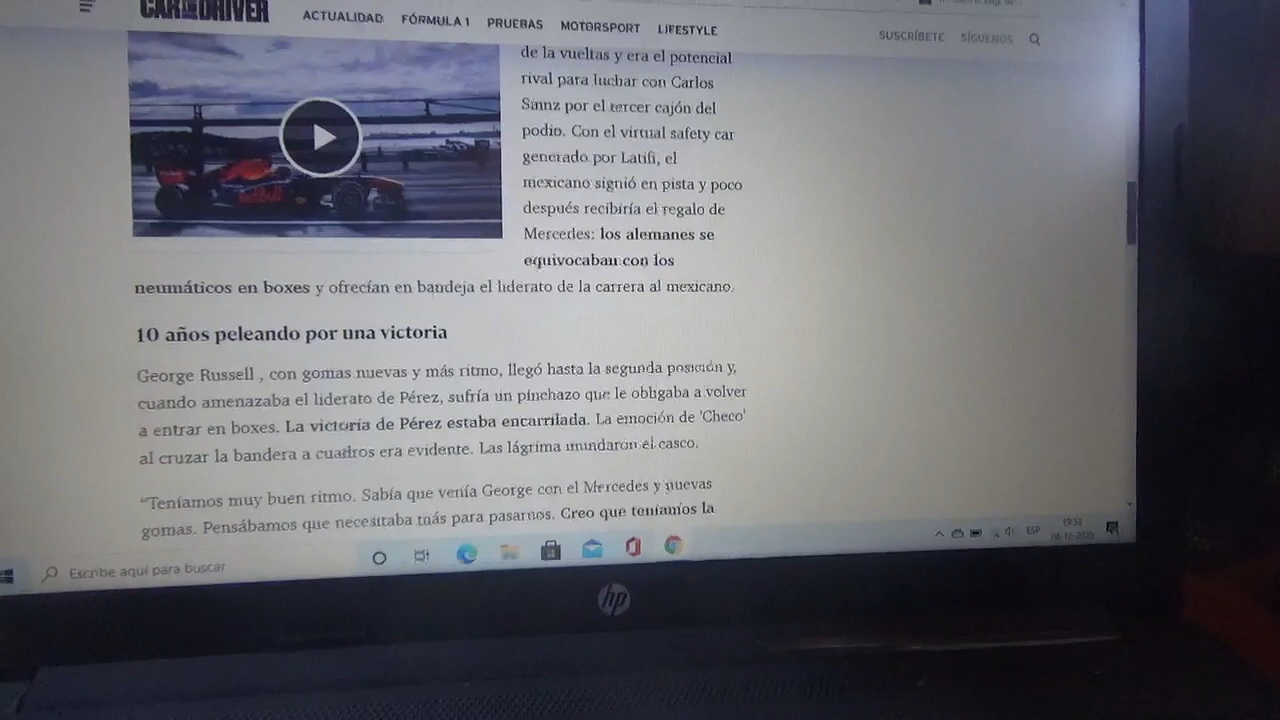 CAR AND DRIVER
ACTUALIDAD FÓRMULA 1 PRUEBAS MOTORSPORT LIFESTYLE
SUSCRÍBETE SÍGUENOS
de la vueltas y era el potencial
rival para luchar con Carlos
Sainz por el tercer cajón del
podio. Con el virtual safety car
generado por Latifi, el
mexicano siguió en pista y poco
después recibiría el regalo de
Mercedes: los alemanes se
equivocaban con los
neumáticos en boxes y ofrecían en bandeja el liderato de la carrera al mexicano.
10 años peleando por una victoria
George Russell , con gomas nuevas y más ritmo, llegó hasta la segunda posición y,
cuando amenazaba el liderato de Pérez, sufría un pinchazo que le obligaba a volver
a entrar en boxes. La victoria de Pérez estaba encarrilada. La emoción de 'Checo'
al cruzar la bandera a cuadros era evidente. Las lágrima inundaron el casco.
“Teníamos muy buen ritmo. Sabía que venía George con el Mercedes y nuevas
gomas. Pensábamos que necesitaba más para pasarnos. Creo que teníamos la
Escribe aquí para buscar
ESP
hp